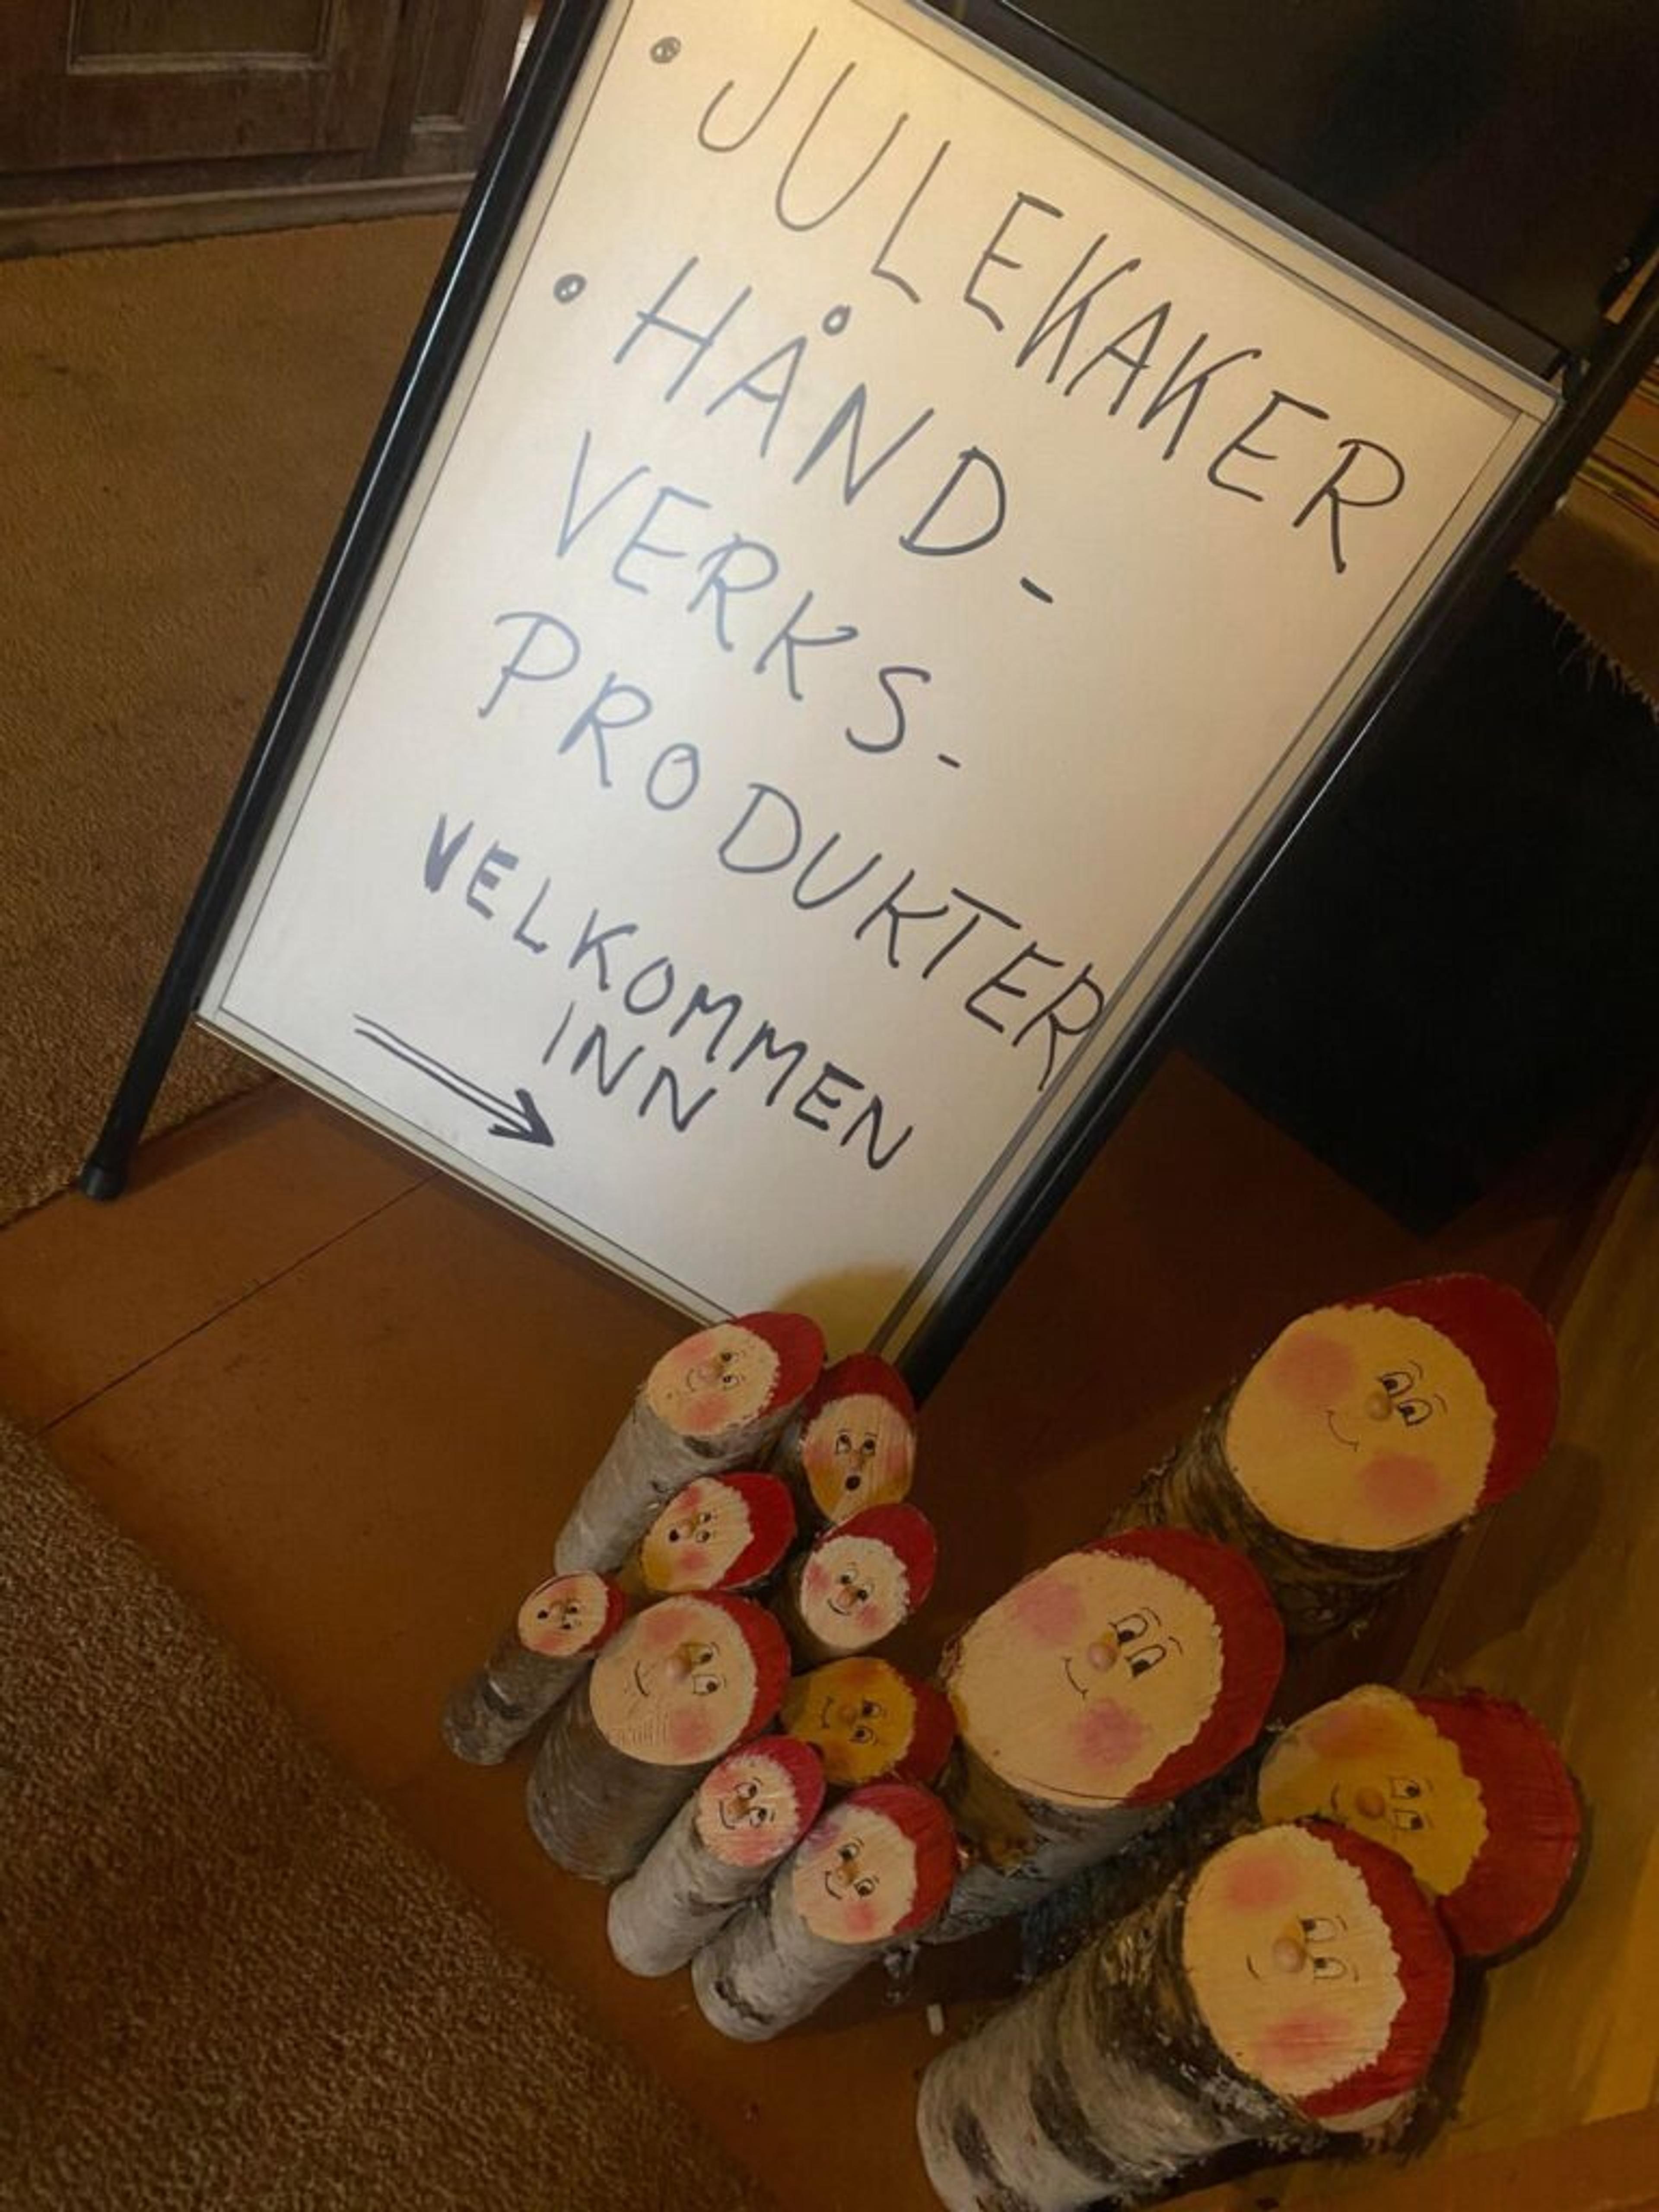 • JULEKAKER
• HÅND-
VERKS-
PRODUKTER
VELKOMMEN
INN